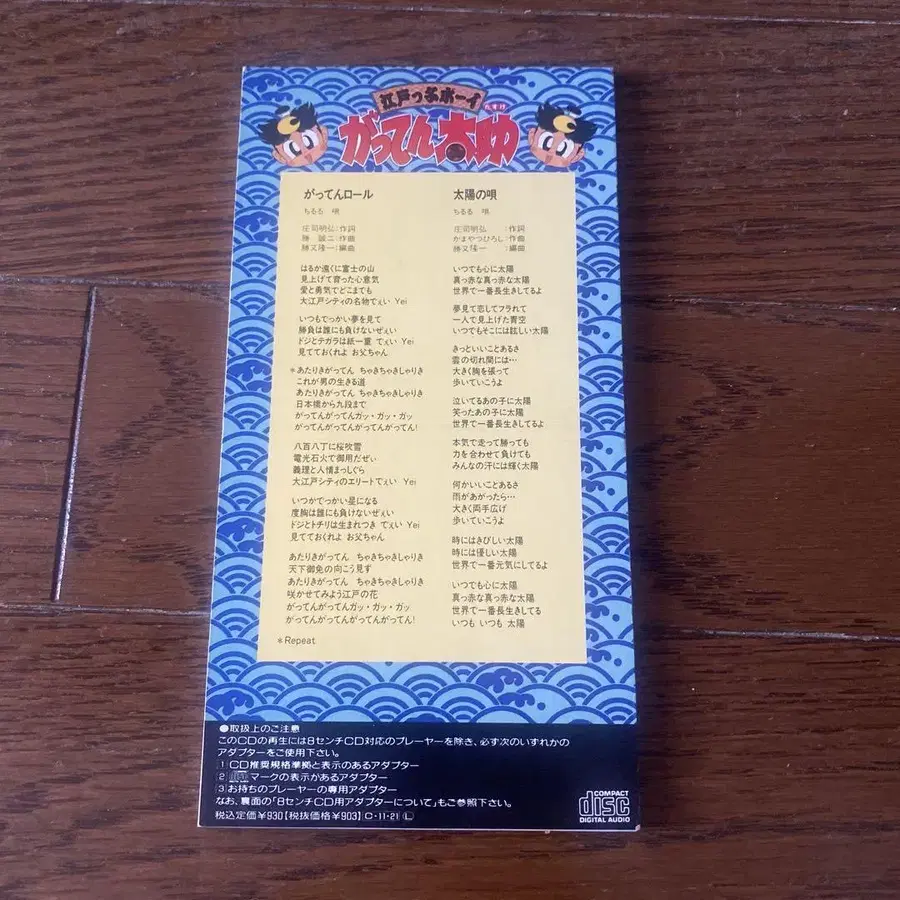 江戸っ子ボーイ
がってん太助
たすけ
がってんロール
ちるる 唄
庄司明弘:作詞
勝 誠二:作曲
勝又隆一:編曲
はるか遠くに富士の山
見上げて育った心意気
愛と勇気でどこまでも
大江戸シティの名物でぇい Yei
いつもでっかい夢を見て
勝負は誰にも負けないぜぇい
ドジとテガラは紙一重 てぇい Yei
見てておくれよ お父ちゃん
*あたりきがってん ちゃきちゃきしゃりき
これが男の生きる道
あたりきがってん ちゃきちゃきしゃりき
日本橋から九段まで
がってんがってんガッ・ガッ・ガッ
がってんがってんがってんがってん!
八百八丁に桜吹雪
電光石火で御用だぜぃ
義理と人情まっしぐら
大江戸シティのエリートてぇい Yei
いつかでっかい星になる
度胸は誰にも負けないぜぇい
ドジとトチリは生まれつき てぇい Yei
見てておくれよ お父ちゃん
あたりきがってん ちゃきちゃきしゃりき
天下御免の向こう見ず
あたりきがってん ちゃきちゃきしゃりき
咲かせてみよう江戸の花
がってんがってんガッ・ガッ・ガッ
がってんがってんがってんがってん!
*Repeat
太陽の唄
ちるる 唄
庄司明弘:作詞
かまやつひろし:作曲
勝又隆一:編曲
いつでも心に太陽
真っ赤な真っ赤な太陽
世界で一番長生きしてるよ
夢見て恋してフラれて
一人で見上げた青空
いつでもそこには眩しい太陽
きっといいことあるさ
雲の切れ間には…
大きく胸を張って
歩いていこうよ
泣いてるあの子に太陽
笑ったあの子に太陽
世界で一番長生きしてるよ
本気で走って勝っても
力を合わせて負けても
みんなの汗には輝く太陽
何かいいことあるさ
雨があがったら…
大きく両手広げ
歩いていこうよ
時にはきびしい太陽
時には優しい太陽
世界で一番元気にしてるよ
いつでも心に太陽
真っ赤な真っ赤な太陽
世界で一番長生きしてる
いつも いつも 太陽
●取扱上のご注意
このCDの再生には8センチCD対応のプレーヤーを除き、必ず次のいずれかの
アダプターをご使用下さい。
1 CD推奨規格準拠と表示のあるアダプター
2 マークの表示があるアダプター
3 お持ちのプレーヤーの専用アダプター
なお、裏面の「8センチCD用アダプターについて」もご参照下さい。
税込定価¥930【税抜価格¥903】 C・11・21 Ⓛ
COMPACT
disc
DIGITAL AUDIO